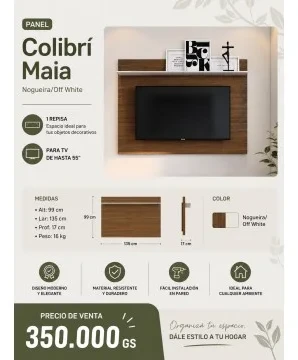 PANEL
Colibrí
Maia
Nogueira/Off White
1 REPISA
Espacio ideal para
tus objetos decorativos
PARA TV
DE HASTA 55"
MEDIDAS
• Alt: 99 cm
• Lar: 135 cm
• Prof: 17 cm
• Peso: 16 kg
99 cm
135 cm
17 cm
COLOR
Nogueira/
Off White
DISEÑO MODERNO
Y ELEGANTE
MATERIAL RESISTENTE
Y DURADERO
FÁCIL INSTALACIÓN
EN PARED
IDEAL PARA
CUALQUIER AMBIENTE
PRECIO DE VENTA
350.000 GS
Organizá tu espacio,
DÁLE ESTILO A TU HOGAR